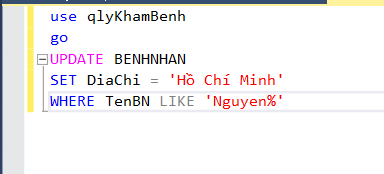 use qlyKhamBenh
go
UPDATE BENHNHAN
SET DiaChi = 'Hồ Chí Minh'
WHERE TenBN LIKE 'Nguyen%'